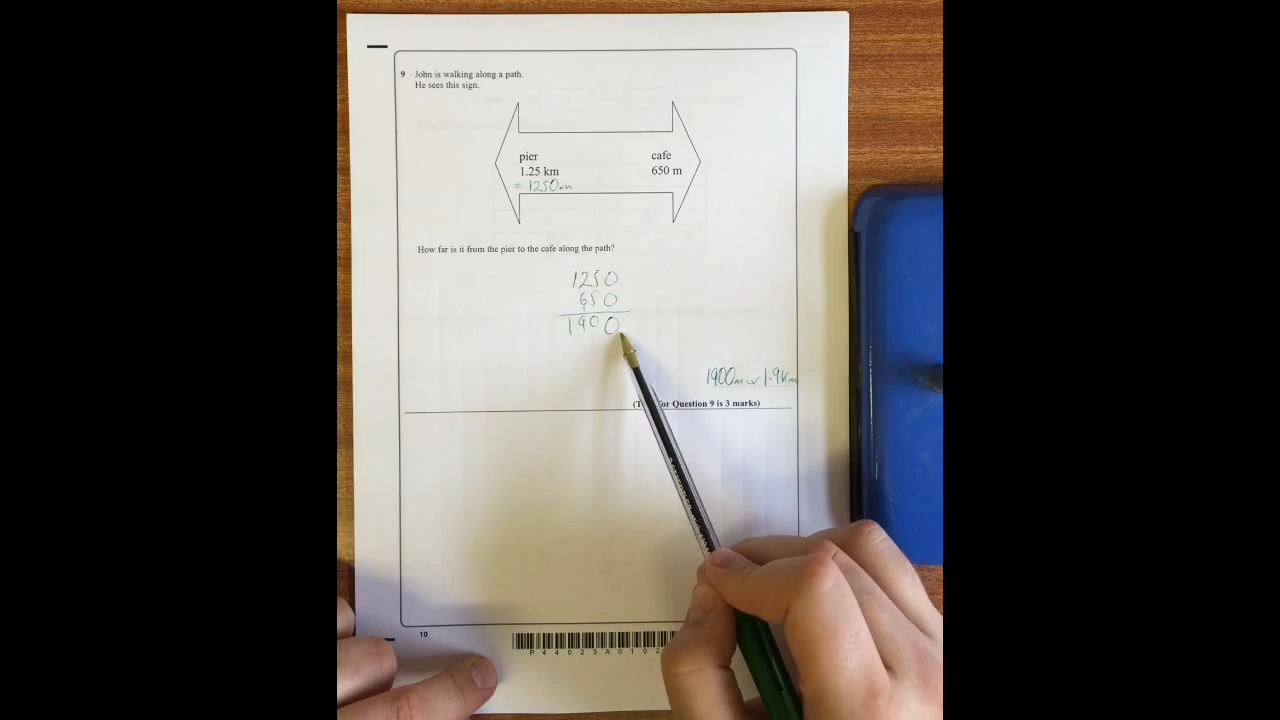 9 John is walking along a path.
He sees this sign.
pier cafe
1.25 km 650 m
= 1250m
How far is it from the pier to the cafe along the path?
1250
650
1
1900
1900m or 1.9km
for Question 9 is 3 marks)
10
P 4 4 0 2 3 A 0 1 0 2